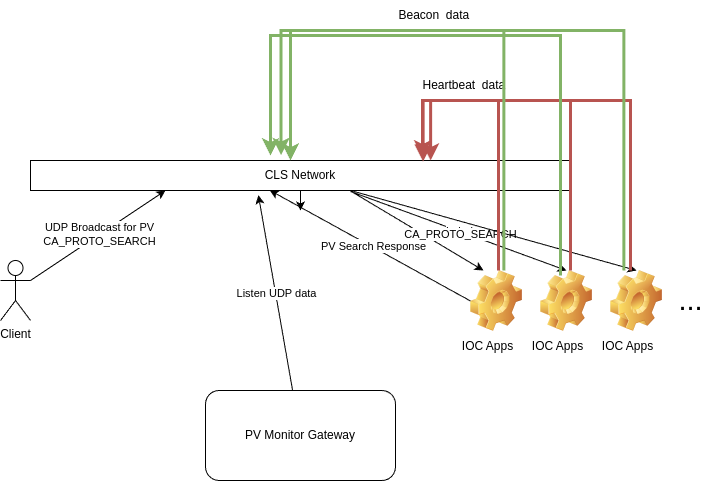 Beacon  data
Heartbeat  data
CLS Network
UDP Broadcast for PV
CA_PROTO_SEARCH
CA_PROTO_SEARCH
PV Search Response
Listen UDP data
Client
IOC Apps
IOC Apps
IOC Apps
...
PV Monitor Gateway